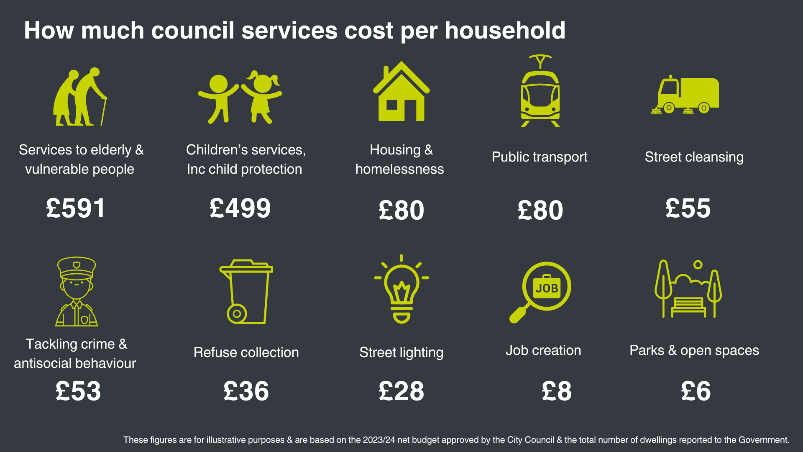 How much council services cost per household
Services to elderly &
vulnerable people
£591
Children's services,
Inc child protection
£499
Housing &
homelessness
£80
Public transport
£80
Street cleansing
£55
Tackling crime &
antisocial behaviour
£53
Refuse collection
£36
Street lighting
£28
JOB
Job creation
£8
Parks & open spaces
£6
These figures are for illustrative purposes & are based on the 2023/24 net budget approved by the City Council & the total number of dwellings reported to the Government.